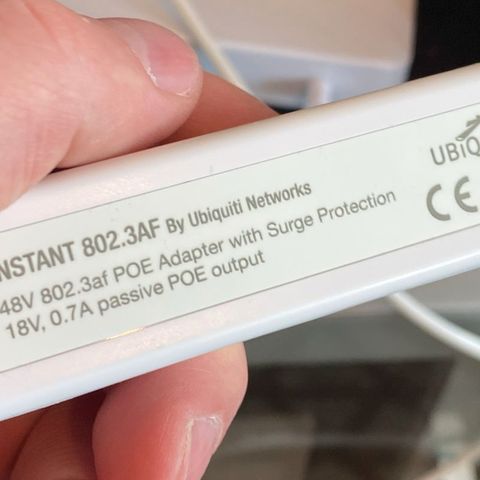 NSTANT 802.3AF By Ubiquiti Networks
48V 802.3af POE Adapter with Surge Protection
18V, 0.7A passive POE output
UBIQ
CE